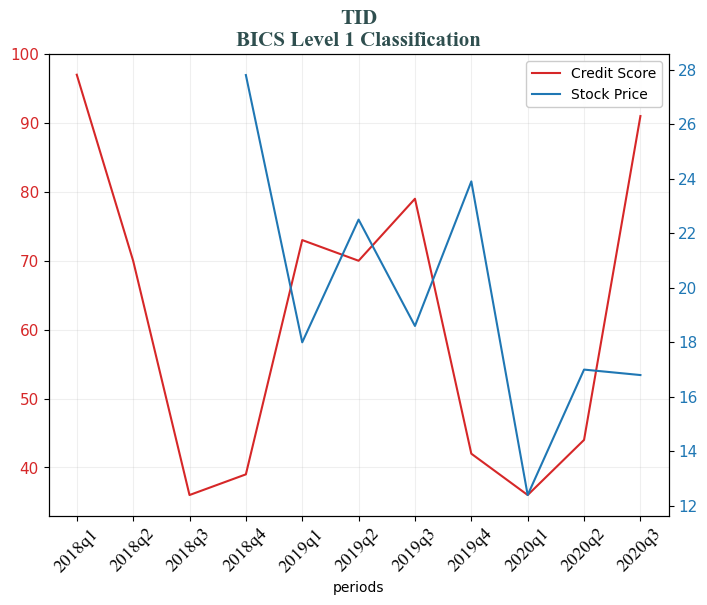 TID
BICS Level 1 Classification
Credit Score
Stock Price
100
90
80
70
60
50
40
28
26
24
22
20
18
16
14
12
2018q1
2018q2
2018q3
2018q4
2019q1
2019q2
2019q3
2019q4
2020q1
2020q2
2020q3
periods